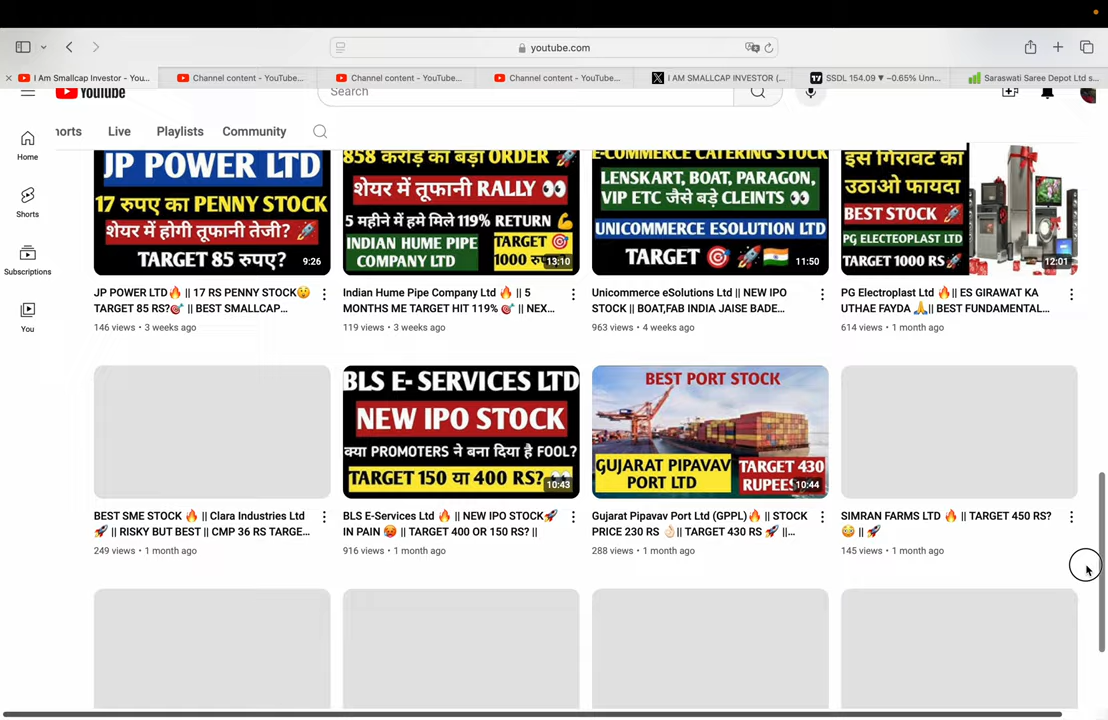 youtube.com
I Am Smallcap Investor - You...
Channel content - YouTube...
Channel content - YouTube...
Channel content - YouTube...
I AM SMALLCAP INVESTOR (...
SSDL 154.09 ▼ −0.65% Unn...
Saraswati Saree Depot Ltd s...
YouTube
Search
horts
Live
Playlists
Community
Home
Shorts
Subscriptions
You
JP POWER LTD
17 रुपए का PENNY STOCK
शेयर में होगी तूफानी तेजी? 🚀
TARGET 85 रुपए?
9:26
858 करोड़ का बड़ा ORDER 🚀
शेयर में तूफानी RALLY 👀
5 महीने में हमे मिले 119% RETURN 💪
INDIAN HUME PIPE
COMPANY LTD
TARGET 🎯
1000
13:10
E-COMMERCE CATERING STOCK
LENSKART, BOAT, PARAGON,
VIP ETC जैसे बड़े CLEINTS 👀
UNICOMMERCE ESOLUTION LTD
TARGET 🎯 🚀 🇮🇳
11:50
इस गिरावट का
उठाओ फायदा
BEST STOCK 🚀
PG ELECTEOPLAST LTD
TARGET 1000 RS 🚀
12:01
JP POWER LTD🔥 || 17 RS PENNY STOCK😲
TARGET 85 RS?🎯 || BEST SMALLCAP...
146 views • 3 weeks ago
Indian Hume Pipe Company Ltd 🔥 || 5
MONTHS ME TARGET HIT 119% 🎯 || NEX...
119 views • 3 weeks ago
Unicommerce eSolutions Ltd || NEW IPO
STOCK || BOAT,FAB INDIA JAISE BADE...
963 views • 4 weeks ago
PG Electroplast Ltd 🔥|| ES GIRAWAT KA
UTHAE FAYDA 🙏|| BEST FUNDAMENTAL...
614 views • 1 month ago
BLS E- SERVICES LTD
NEW IPO STOCK
क्या PROMOTERS ने बना दिया है FOOL?
TARGET 150 या 400 RS? 👀
10:43
BEST PORT STOCK
GUJARAT PIPAVAV
PORT LTD
TARGET 430
RUPEES
10:44
BEST SME STOCK 🔥 || Clara Industries Ltd
🚀 || RISKY BUT BEST || CMP 36 RS TARGE...
249 views • 1 month ago
BLS E-Services Ltd 🔥 || NEW IPO STOCK🚀
IN PAIN 🥵 || TARGET 400 OR 150 RS? ||
916 views • 1 month ago
Gujarat Pipavav Port Ltd (GPPL)🔥 || STOCK
PRICE 230 RS 👌|| TARGET 430 RS 🚀 ||...
288 views • 1 month ago
SIMRAN FARMS LTD 🔥 || TARGET 450 RS?
😳 || 🚀
145 views • 1 month ago